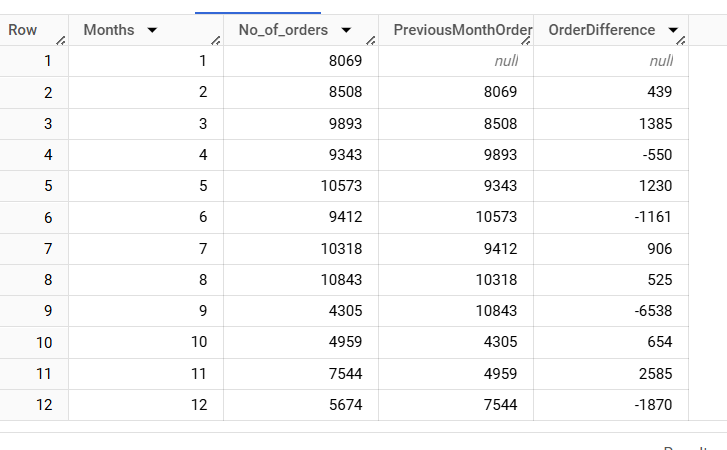 Row Months No_of_orders PreviousMonthOrder OrderDifference
1 1 8069 null null
2 2 8508 8069 439
3 3 9893 8508 1385
4 4 9343 9893 -550
5 5 10573 9343 1230
6 6 9412 10573 -1161
7 7 10318 9412 906
8 8 10843 10318 525
9 9 4305 10843 -6538
10 10 4959 4305 654
11 11 7544 4959 2585
12 12 5674 7544 -1870